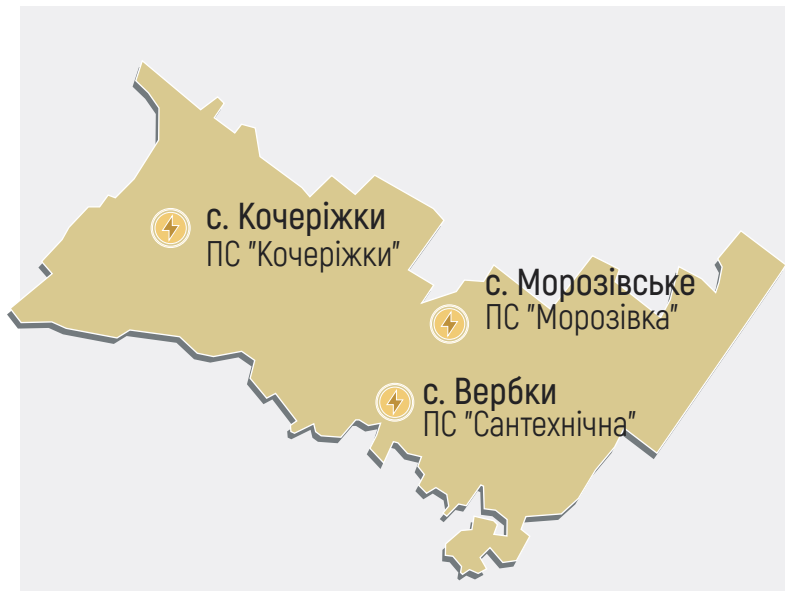 с. Кочеріжки
ПС "Кочеріжки"
с. Морозівське
ПС "Морозівка"
с. Вербки
ПС "Сантехнічна"